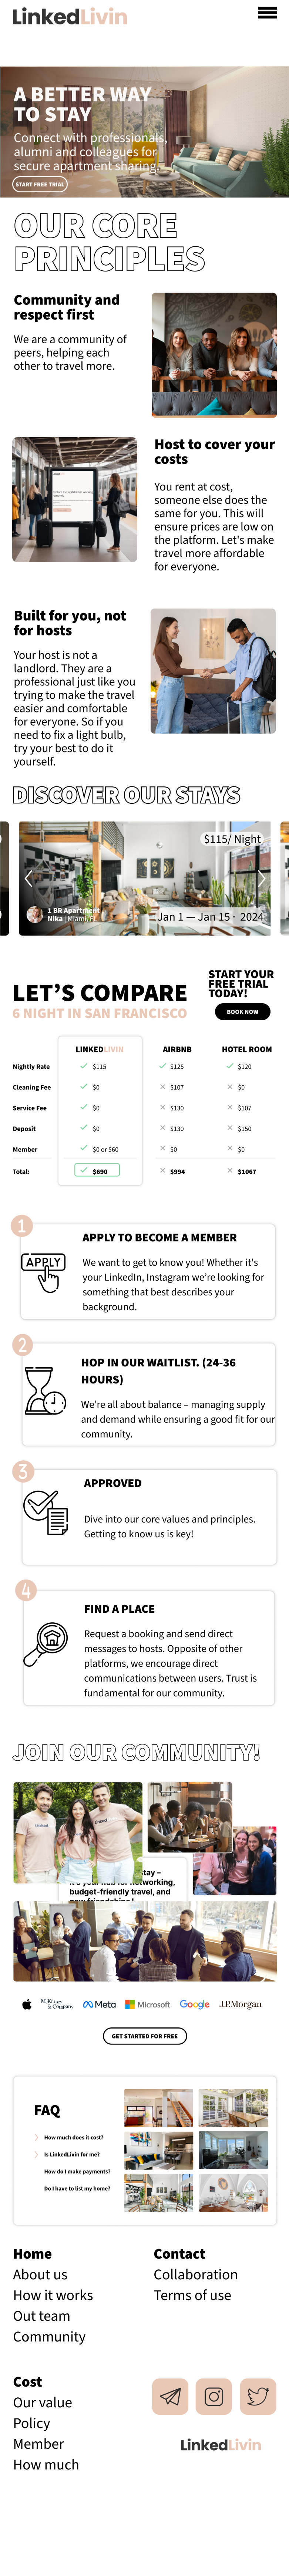 LinkedLivin
A BETTER WAY
TO STAY
Connect with professionals,
alumni and colleagues for
secure apartment sharing.
START FREE TRIAL
OUR CORE
PRINCIPLES
Community and
respect first
We are a community of
peers, helping each
other to travel more.
Host to cover your
costs
You rent at cost,
someone else does the
same for you. This will
ensure prices are low on
the platform. Let's make
travel more affordable
for everyone.
Built for you, not
for hosts
Your host is not a
landlord. They are a
professional just like you
trying to make the travel
easier and comfortable
for everyone. So if you
need to fix a light bulb,
try your best to do it
yourself.
DISCOVER OUR STAYS
$115/ Night
1 BR Apartment
Nika | Miami/FL
Jan 1 — Jan 15 · 2024
START YOUR
FREE TRIAL
TODAY!
LET'S COMPARE
BOOK NOW
6 NIGHT IN SAN FRANCISCO
LINKEDLIVIN AIRBNB HOTEL ROOM
Nightly Rate $115 $125 $120
Cleaning Fee $0 $107 $0
Service Fee $0 $130 $107
Deposit $0 $130 $150
Member $0 or $60 $0 $0
Total: $690 $994 $1067
1
APPLY TO BECOME A MEMBER
APPLY
We want to get to know you! Whether it's
your LinkedIn, Instagram we're looking for
something that best describes your
background.
2
HOP IN OUR WAITLIST. (24-36
HOURS)
We're all about balance – managing supply
and demand while ensuring a good fit for our
community.
3
APPROVED
Dive into our core values and principles.
Getting to know us is key!
4
FIND A PLACE
Request a booking and send direct
messages to hosts. Opposite of other
platforms, we encourage direct
communications between users. Trust is
fundamental for our community.
JOIN OUR COMMUNITY!
stay –
it's your hub for networking,
budget-friendly travel, and
new friendships."
McKinsey
& Company
Meta
Microsoft
Google
J.P.Morgan
GET STARTED FOR FREE
FAQ
How much does it cost?
Is LinkedLivin for me?
How do I make payments?
Do I have to list my home?
Home
About us
How it works
Out team
Community
Contact
Collaboration
Terms of use
Cost
Our value
Policy
Member
How much
LinkedLivin